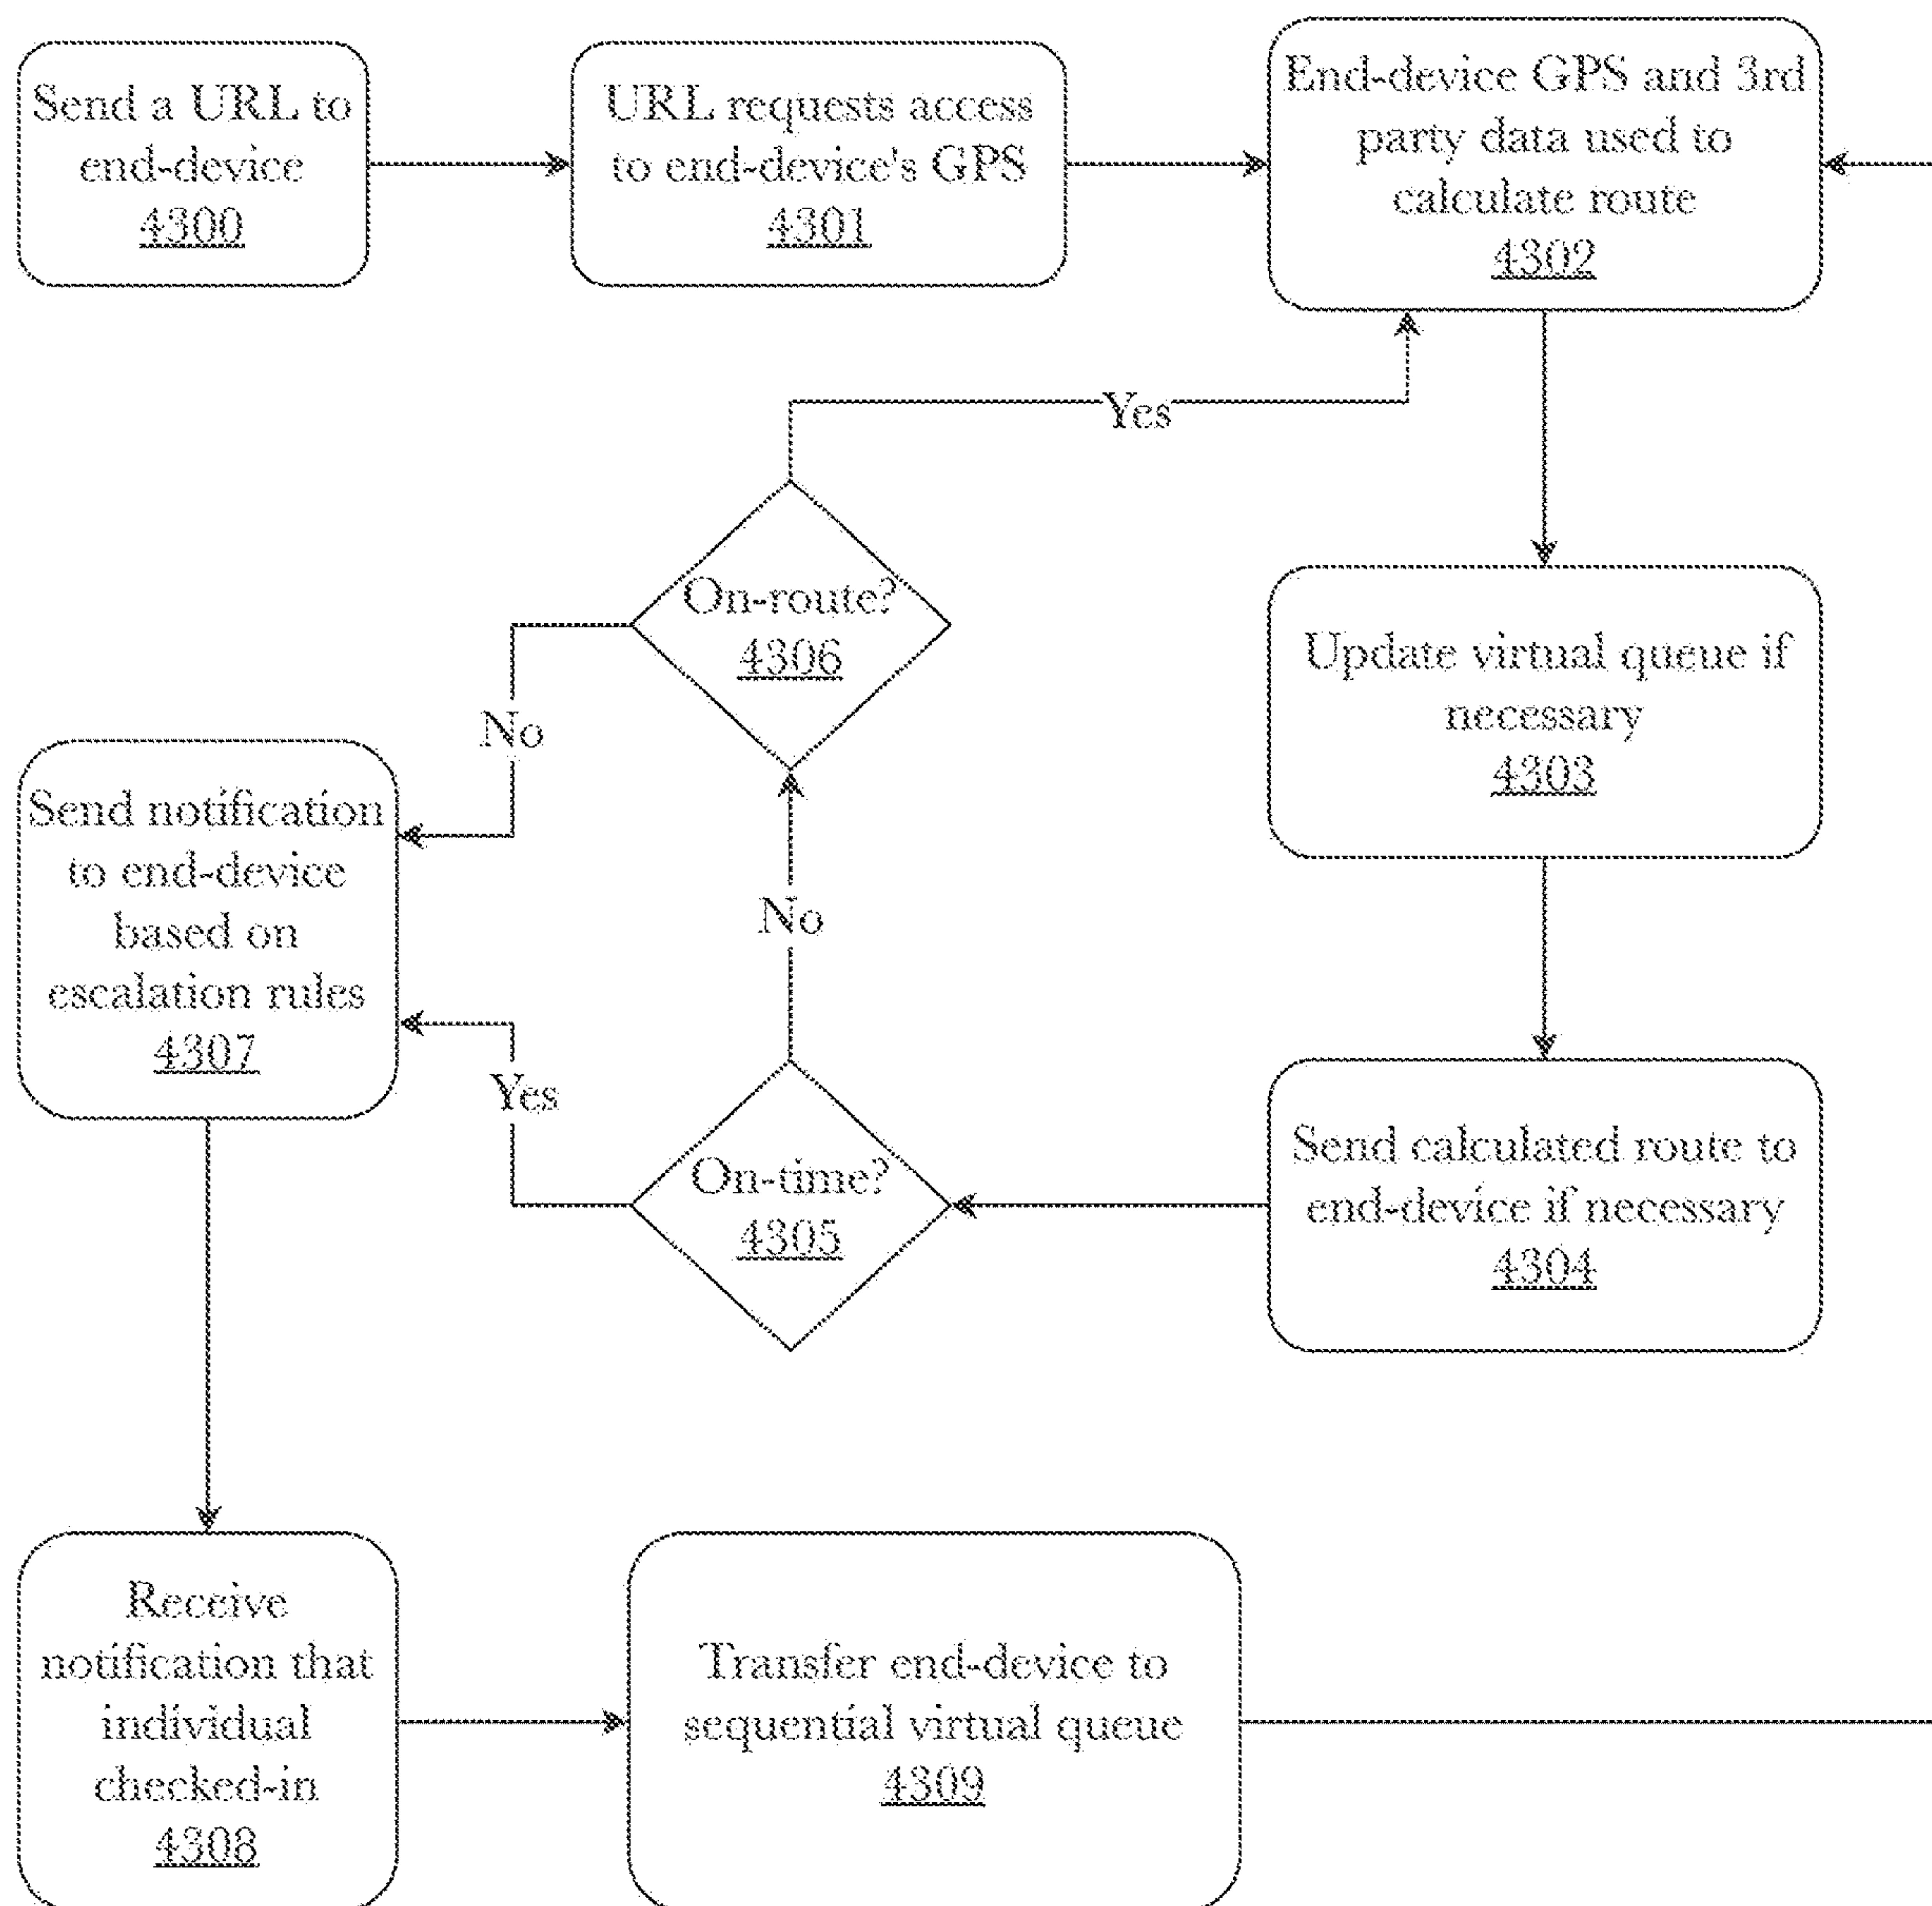 Send a URL to
end-device
4300
URL requests access
to end-device's GPS
4301
End-device GPS and 3rd
party data used to
calculate route
4302
Yes
On-route?
4306
No
Update virtual queue if
necessary
4303
Send notification
to end-device
based on
escalation rules
4307
No
Yes
On-time?
4305
Send calculated route to
end-device if necessary
4304
Receive
notification that
individual
checked-in
4308
Transfer end-device to
sequential virtual queue
4309